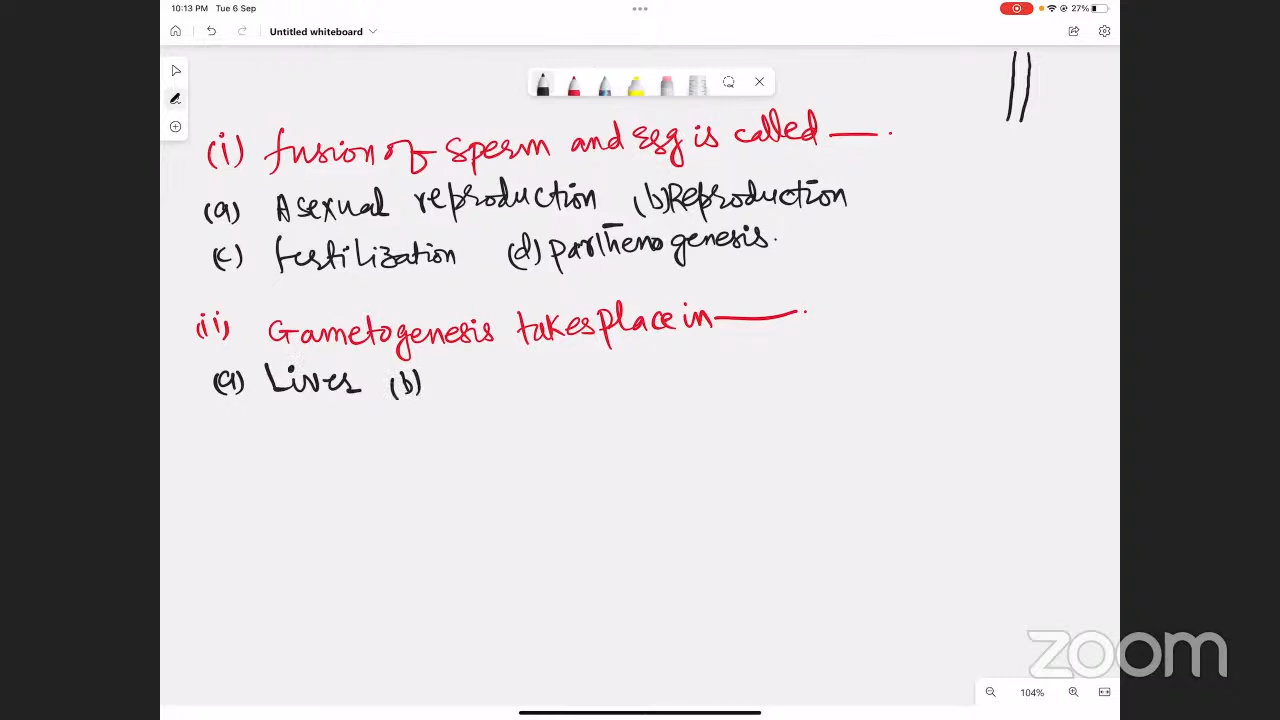 10:13 PM Tue 6 Sep
27%
Untitled whiteboard
(i) fusion of sperm and Egg is called —.
(a) Asexual reproduction (b) Reproduction
(c) fertilization (d) parthenogenesis.
(ii) Gametogenesis takes place in —.
(a) Liver (b)
zoom
104%